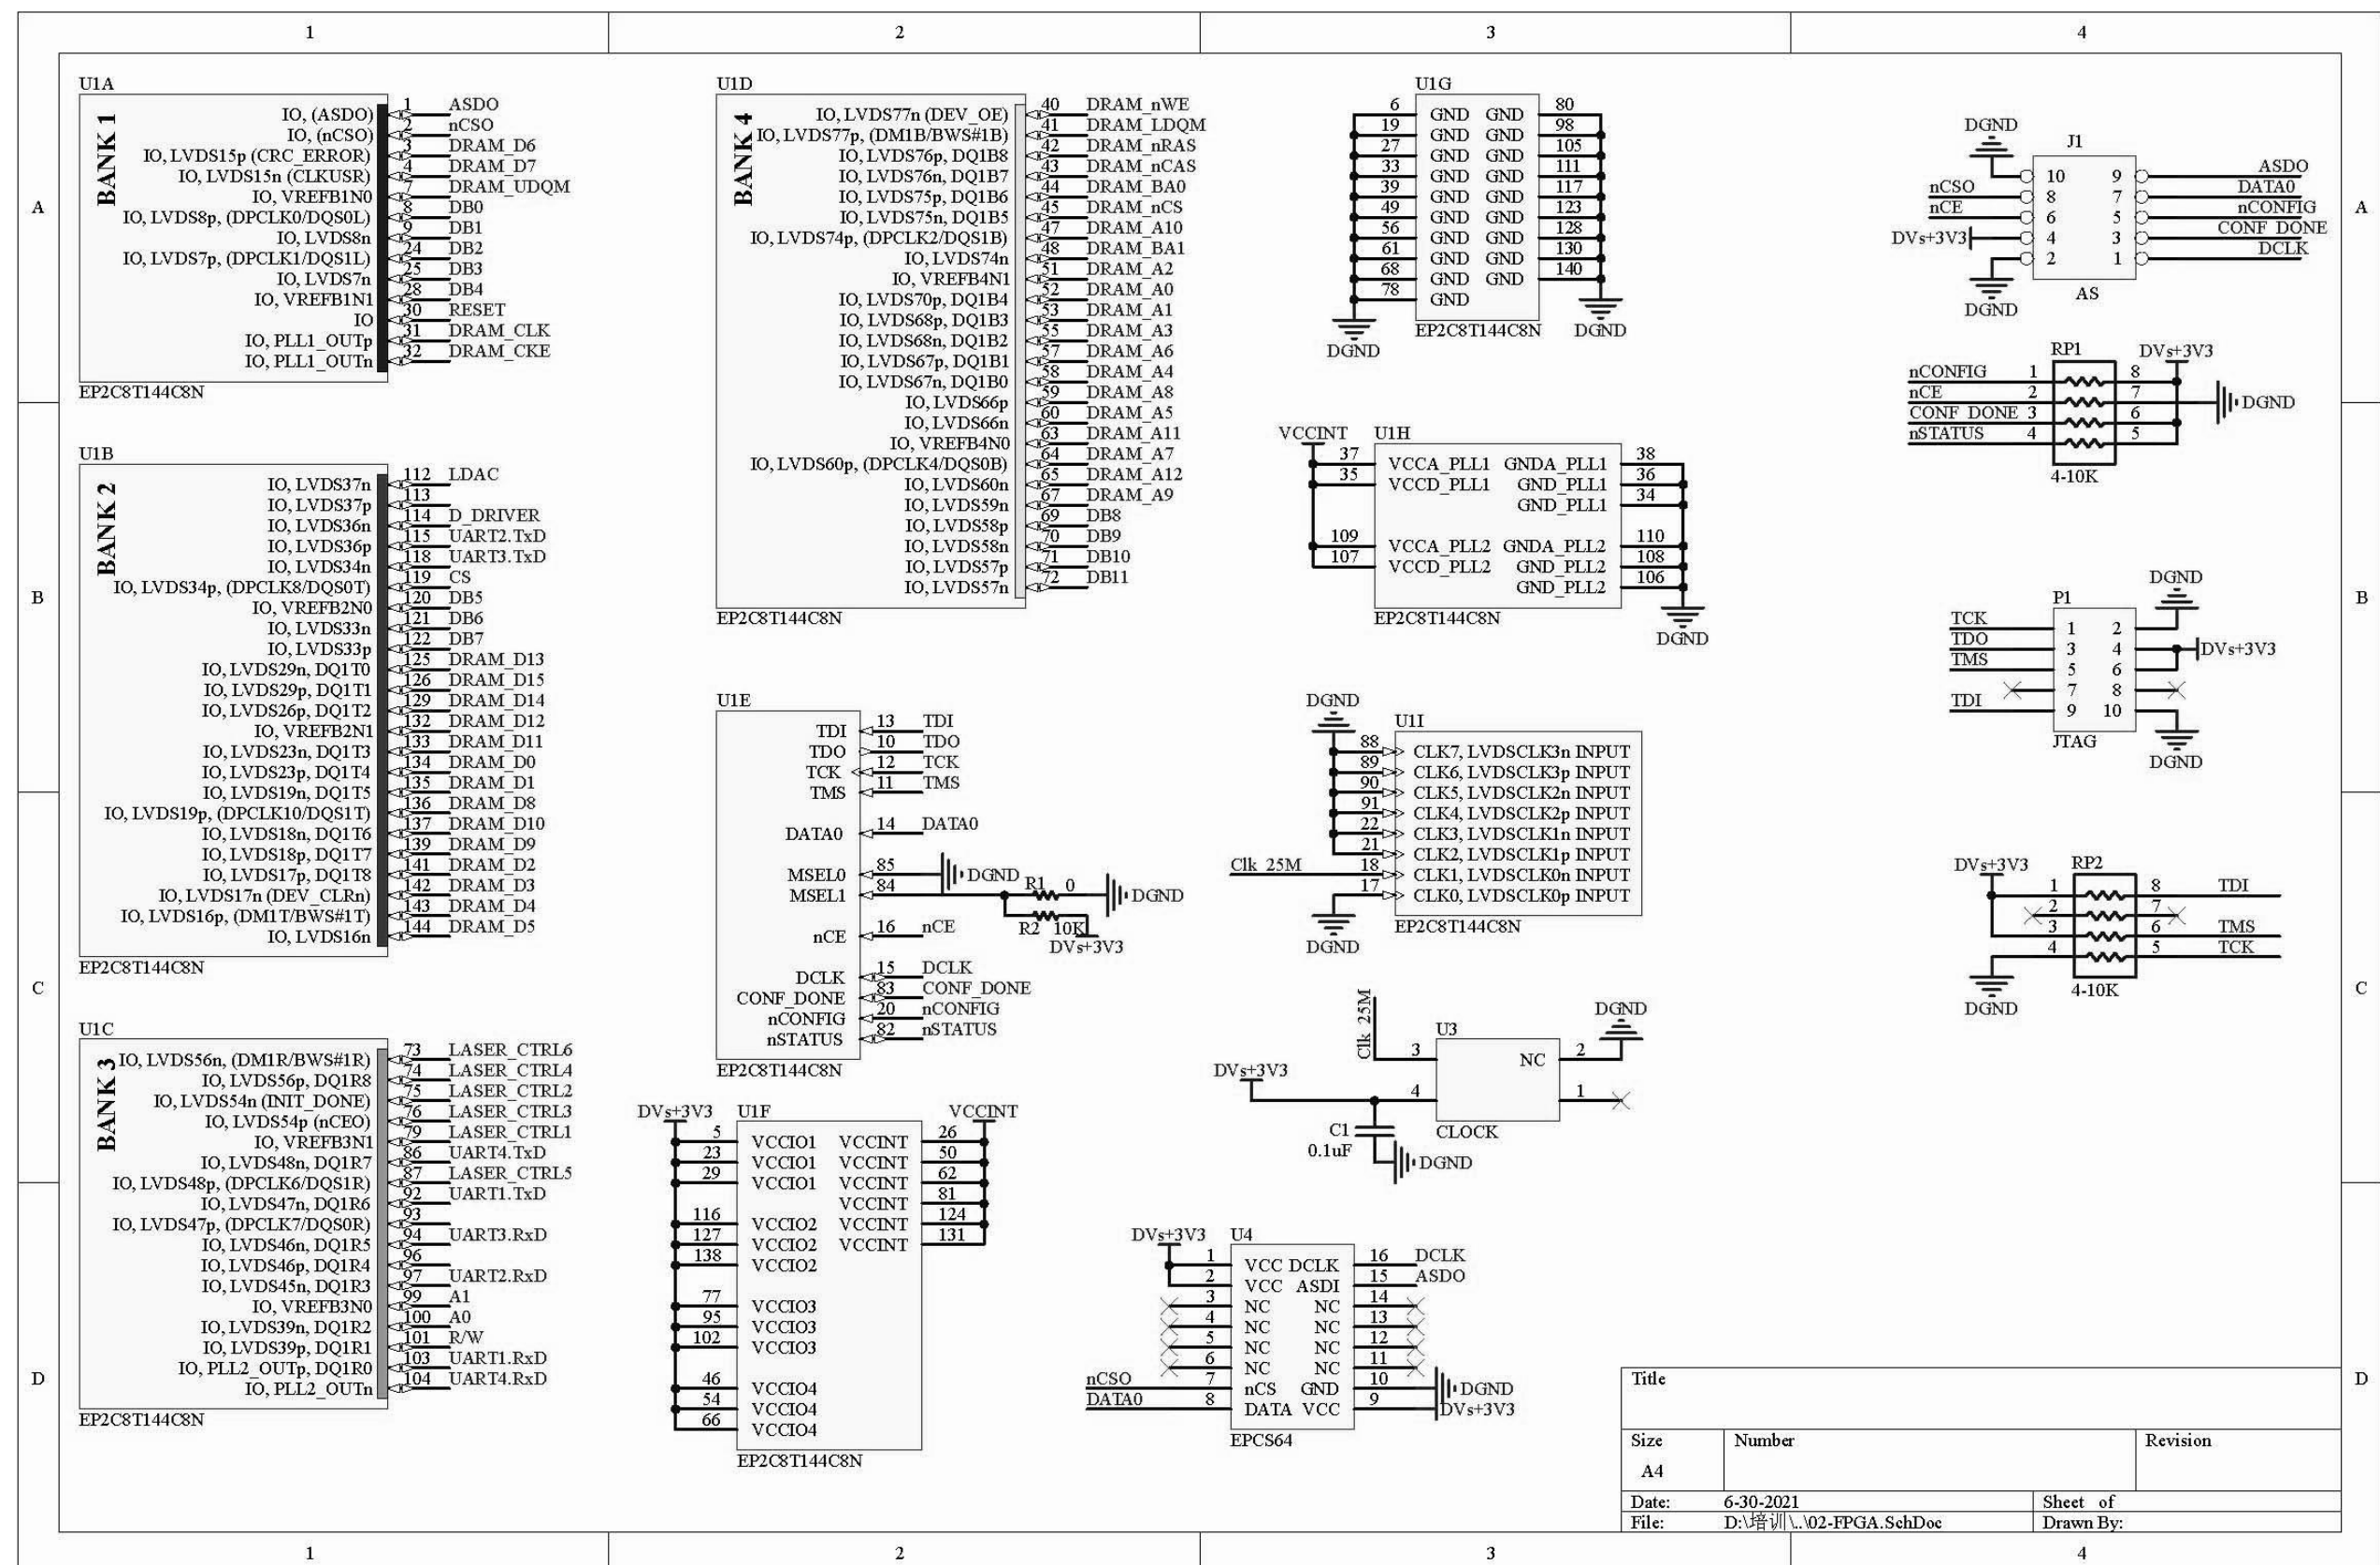 1 2 3 4
A
B
C
D
U1A
BANK 1
IO, (ASDO) 1 ASDO
IO, (nCSO) 2 nCSO
IO, LVDS15p (CRC_ERROR) 3 DRAM_D6
IO, LVDS15n (CLKUSR) 4 DRAM_D7
IO, VREFB1N0 7 DRAM_UDQM
IO, LVDS8p, (DPCLK0/DQS0L) 8 DB0
IO, LVDS8n 9 DB1
IO, LVDS7p, (DPCLK1/DQS1L) 24 DB2
IO, LVDS7n 25 DB3
IO, VREFB1N1 28 DB4
IO 30 RESET
IO, PLL1_OUTp 31 DRAM_CLK
IO, PLL1_OUTn 32 DRAM_CKE
EP2C8T144C8N
U1B
BANK 2
IO, LVDS37n 112 LDAC
IO, LVDS37p 113
IO, LVDS36n 114 D_DRIVER
IO, LVDS36p 115 UART2.TxD
IO, LVDS34n 118 UART3.TxD
IO, LVDS34p, (DPCLK8/DQS0T) 119 CS
IO, VREFB2N0 120 DB5
IO, LVDS33n 121 DB6
IO, LVDS33p 122 DB7
IO, LVDS29n, DQ1T0 125 DRAM_D13
IO, LVDS29p, DQ1T1 126 DRAM_D15
IO, LVDS26p, DQ1T2 129 DRAM_D14
IO, VREFB2N1 132 DRAM_D12
IO, LVDS23n, DQ1T3 133 DRAM_D11
IO, LVDS23p, DQ1T4 134 DRAM_D0
IO, LVDS19n, DQ1T5 135 DRAM_D1
IO, LVDS19p, (DPCLK10/DQS1T) 136 DRAM_D8
IO, LVDS18n, DQ1T6 137 DRAM_D10
IO, LVDS18p, DQ1T7 139 DRAM_D9
IO, LVDS17p, DQ1T8 141 DRAM_D2
IO, LVDS17n (DEV_CLRn) 142 DRAM_D3
IO, LVDS16p, (DM1T/BWS#1T) 143 DRAM_D4
IO, LVDS16n 144 DRAM_D5
EP2C8T144C8N
U1C
BANK 3
IO, LVDS56n, (DM1R/BWS#1R) 73 LASER_CTRL6
IO, LVDS56p, DQ1R8 74 LASER_CTRL4
IO, LVDS54n (INIT_DONE) 75 LASER_CTRL2
IO, LVDS54p (nCEO) 76 LASER_CTRL3
IO, VREFB3N1 79 LASER_CTRL1
IO, LVDS48n, DQ1R7 86 UART4.TxD
IO, LVDS48p, (DPCLK6/DQS1R) 87 LASER_CTRL5
IO, LVDS47n, DQ1R6 92 UART1.TxD
IO, LVDS47p, (DPCLK7/DQS0R) 93
IO, LVDS46n, DQ1R5 94 UART3.RxD
IO, LVDS46p, DQ1R4 96
IO, LVDS45n, DQ1R3 97 UART2.RxD
IO, VREFB3N0 99 A1
IO, LVDS39n, DQ1R2 100 A0
IO, LVDS39p, DQ1R1 101 R/W
IO, PLL2_OUTp, DQ1R0 103 UART1.RxD
IO, PLL2_OUTn 104 UART4.RxD
EP2C8T144C8N
U1D
BANK 4
IO, LVDS77n (DEV_OE) 40 DRAM_nWE
IO, LVDS77p, (DM1B/BWS#1B) 41 DRAM_LDQM
IO, LVDS76p, DQ1B8 42 DRAM_nRAS
IO, LVDS76n, DQ1B7 43 DRAM_nCAS
IO, LVDS75p, DQ1B6 44 DRAM_BA0
IO, LVDS75n, DQ1B5 45 DRAM_nCS
IO, LVDS74p, (DPCLK2/DQS1B) 47 DRAM_A10
IO, LVDS74n 48 DRAM_BA1
IO, VREFB4N1 51 DRAM_A2
IO, LVDS70p, DQ1B4 52 DRAM_A0
IO, LVDS68p, DQ1B3 53 DRAM_A1
IO, LVDS68n, DQ1B2 55 DRAM_A3
IO, LVDS67p, DQ1B1 57 DRAM_A6
IO, LVDS67n, DQ1B0 58 DRAM_A4
IO, LVDS66p 59 DRAM_A8
IO, LVDS66n 60 DRAM_A5
IO, VREFB4N0 63 DRAM_A11
IO, LVDS60p, (DPCLK4/DQS0B) 64 DRAM_A7
IO, LVDS60n 65 DRAM_A12
IO, LVDS59n 67 DRAM_A9
IO, LVDS58p 69 DB8
IO, LVDS58n 70 DB9
IO, LVDS57p 71 DB10
IO, LVDS57n 72 DB11
EP2C8T144C8N
U1E
TDI 13 TDI
TDO 10 TDO
TCK 12 TCK
TMS 11 TMS
DATA0 14 DATA0
MSEL0 85 DGND
MSEL1 84 R1 0 DGND
R2 10K
DVs+3V3
nCE 16 nCE
DCLK 15 DCLK
CONF_DONE 83 CONF_DONE
nCONFIG 20 nCONFIG
nSTATUS 82 nSTATUS
EP2C8T144C8N
DVs+3V3 U1F VCCINT
5 VCCIO1 VCCINT 26
23 VCCIO1 VCCINT 50
29 VCCIO1 VCCINT 62
VCCINT 81
116 VCCIO2 VCCINT 124
127 VCCIO2 VCCINT 131
138 VCCIO2
77 VCCIO3
95 VCCIO3
102 VCCIO3
46 VCCIO4
54 VCCIO4
66 VCCIO4
EP2C8T144C8N
U1G
6 GND GND 80
19 GND GND 98
27 GND GND 105
33 GND GND 111
39 GND GND 117
49 GND GND 123
56 GND GND 128
61 GND GND 130
68 GND GND 140
78 GND
EP2C8T144C8N
DGND DGND
VCCINT U1H
37 VCCA_PLL1 GNDA_PLL1 38
35 VCCD_PLL1 GND_PLL1 36
GND_PLL1 34
109 VCCA_PLL2 GNDA_PLL2 110
107 VCCD_PLL2 GND_PLL2 108
GND_PLL2 106
EP2C8T144C8N
DGND
DGND
U1I
88 CLK7, LVDSCLK3n INPUT
89 CLK6, LVDSCLK3p INPUT
90 CLK5, LVDSCLK2n INPUT
91 CLK4, LVDSCLK2p INPUT
22 CLK3, LVDSCLK1n INPUT
21 CLK2, LVDSCLK1p INPUT
Clk_25M 18 CLK1, LVDSCLK0n INPUT
17 CLK0, LVDSCLK0p INPUT
EP2C8T144C8N
DGND
Clk_25M
U3
DGND
3 NC 2
DVs+3V3
4 1
CLOCK
C1
0.1uF
DGND
DVs+3V3 U4
1 VCC DCLK 16 DCLK
2 VCC ASDI 15 ASDO
3 NC NC 14
4 NC NC 13
5 NC NC 12
6 NC NC 11
nCSO 7 nCS GND 10 DGND
DATA0 8 DATA VCC 9 DVs+3V3
EPCS64
DGND
J1
10 9 ASDO
nCSO 8 7 DATA0
nCE 6 5 nCONFIG
DVs+3V3 4 3 CONF_DONE
2 1 DCLK
DGND
AS
RP1 DVs+3V3
nCONFIG 1 8
nCE 2 7 DGND
CONF_DONE 3 6
nSTATUS 4 5
4-10K
DGND
P1
TCK 1 2
TDO 3 4 DVs+3V3
TMS 5 6
7 8
TDI 9 10
JTAG
DGND
DVs+3V3 RP2
1 8 TDI
2 7
3 6 TMS
4 5 TCK
4-10K
DGND
Title
Size Number Revision
A4
Date: 6-30-2021 Sheet of
File: D:\培训\..\02-FPGA.SchDoc Drawn By:
A
B
C
D
1 2 3 4